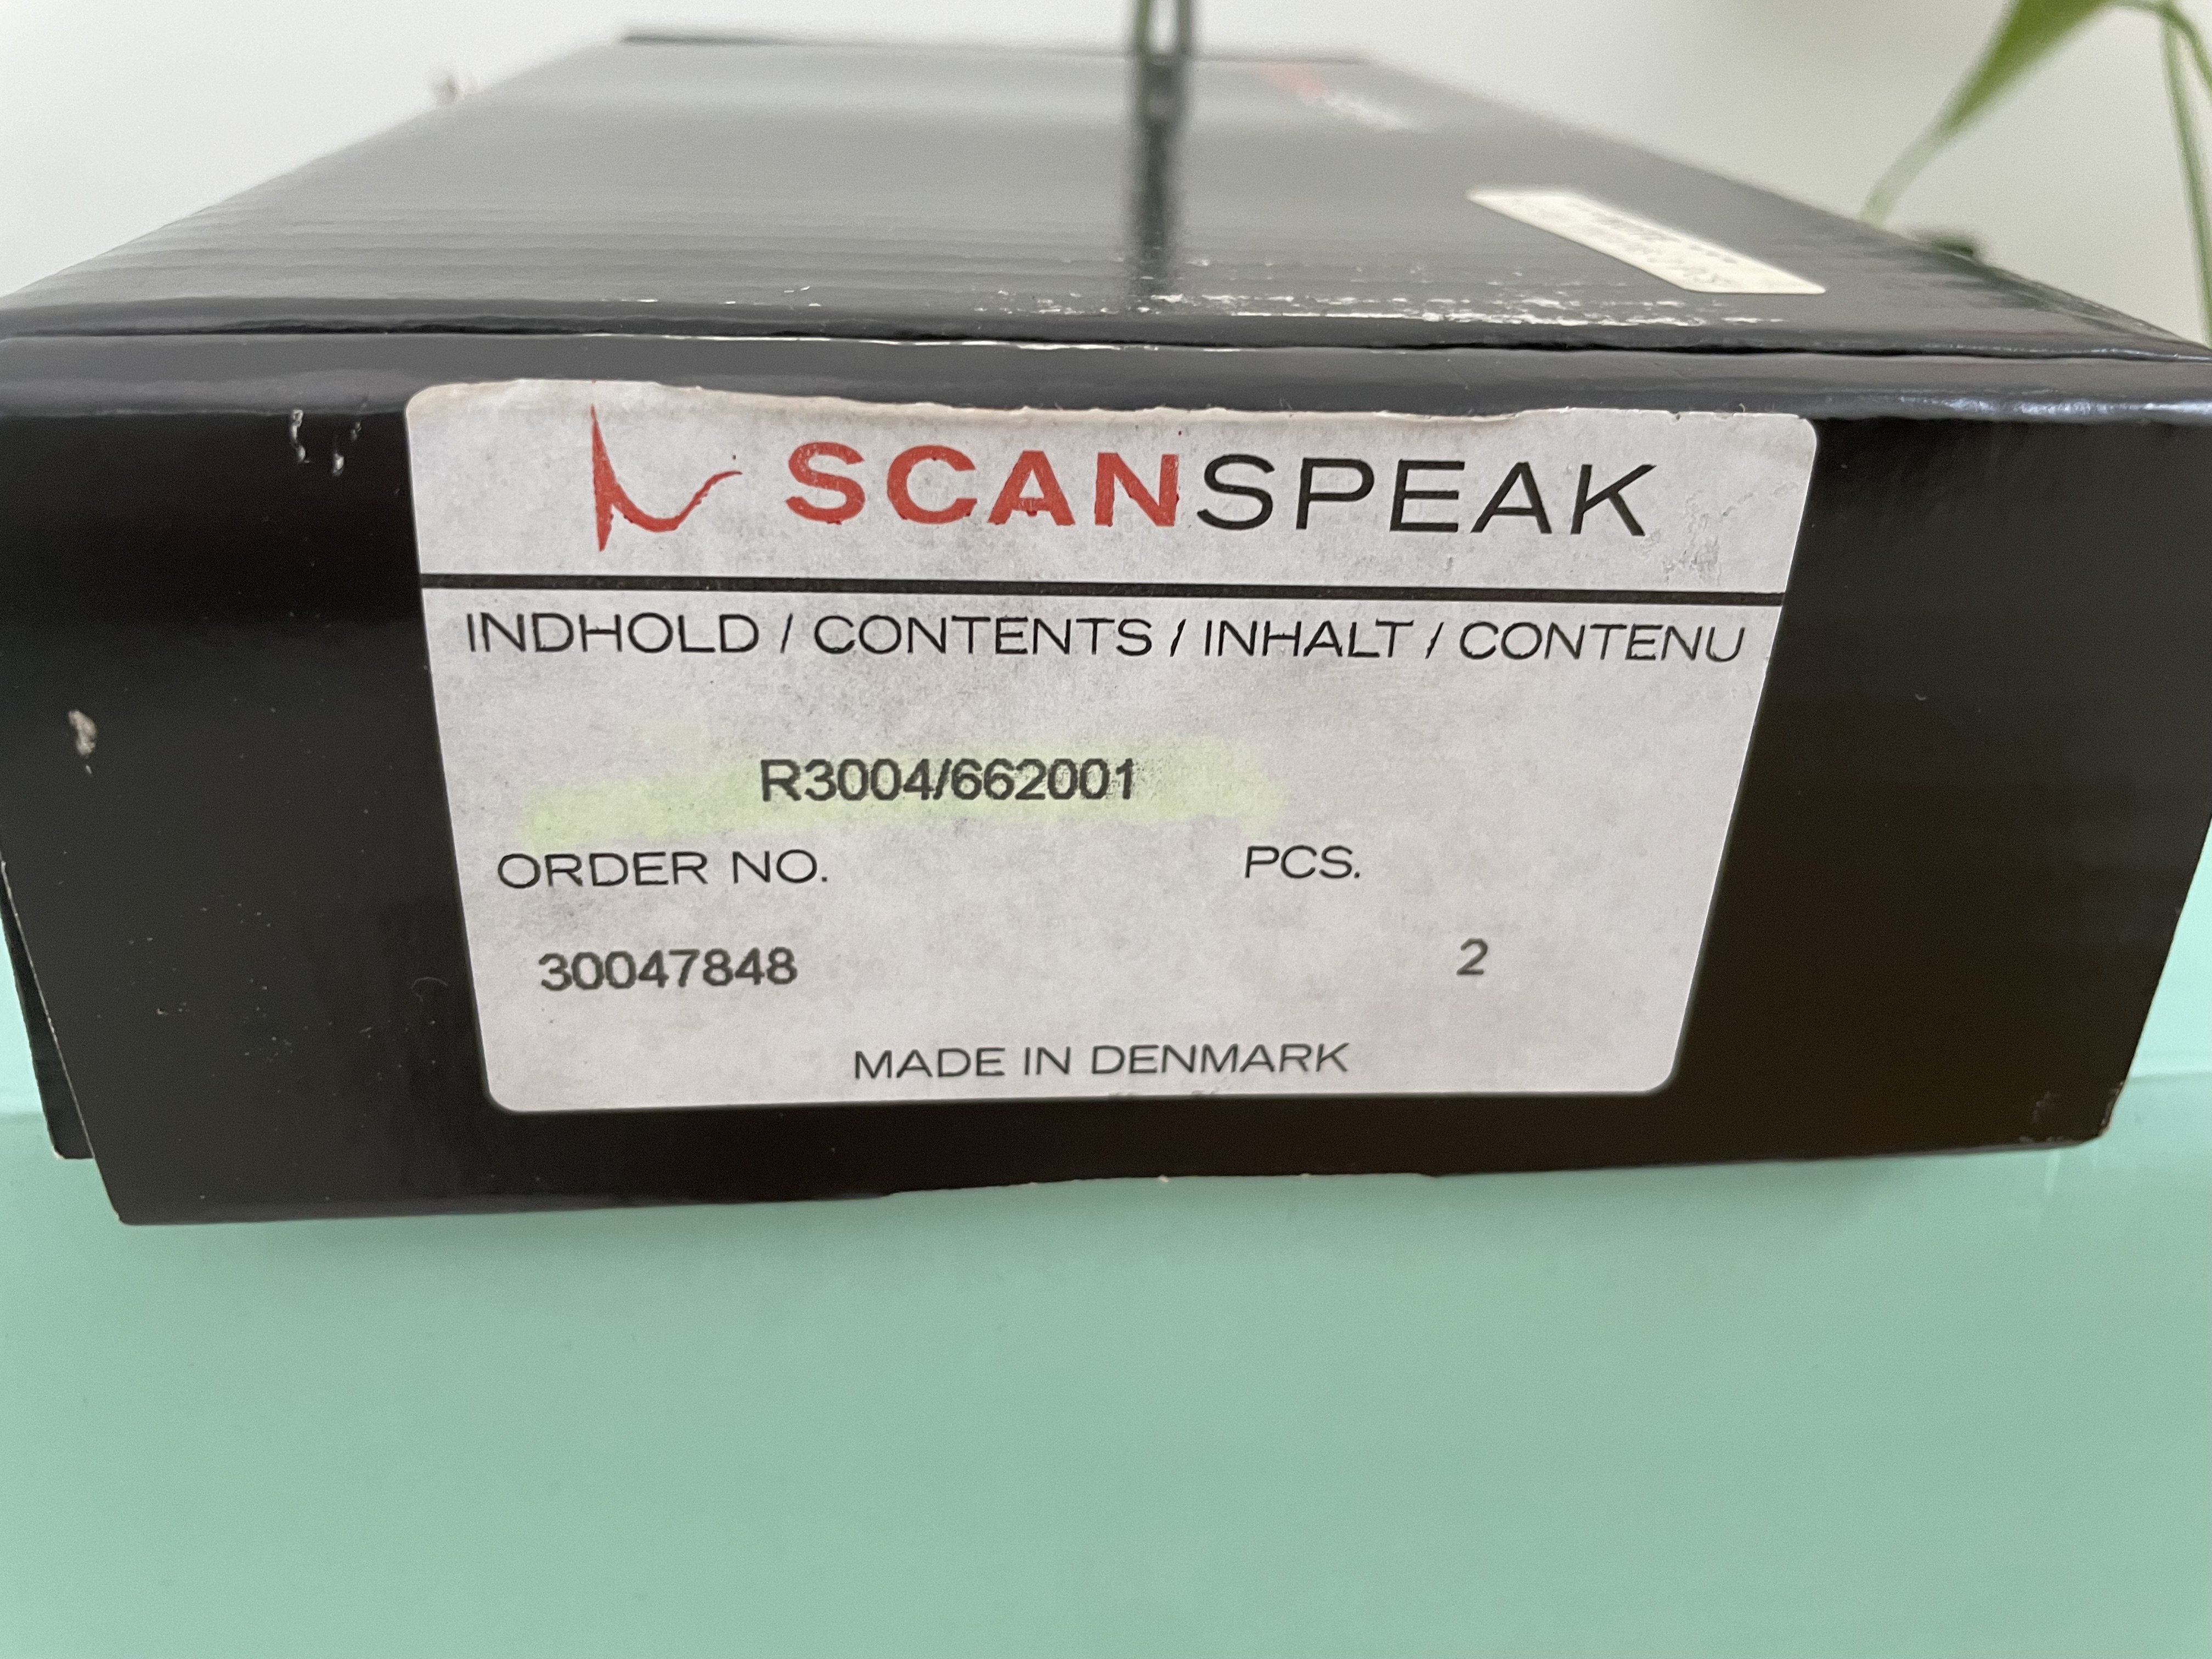 SCANSPEAK
INDHOLD / CONTENTS / INHALT / CONTENU
R3004/662001
ORDER NO. PCS.
30047848 2
MADE IN DENMARK